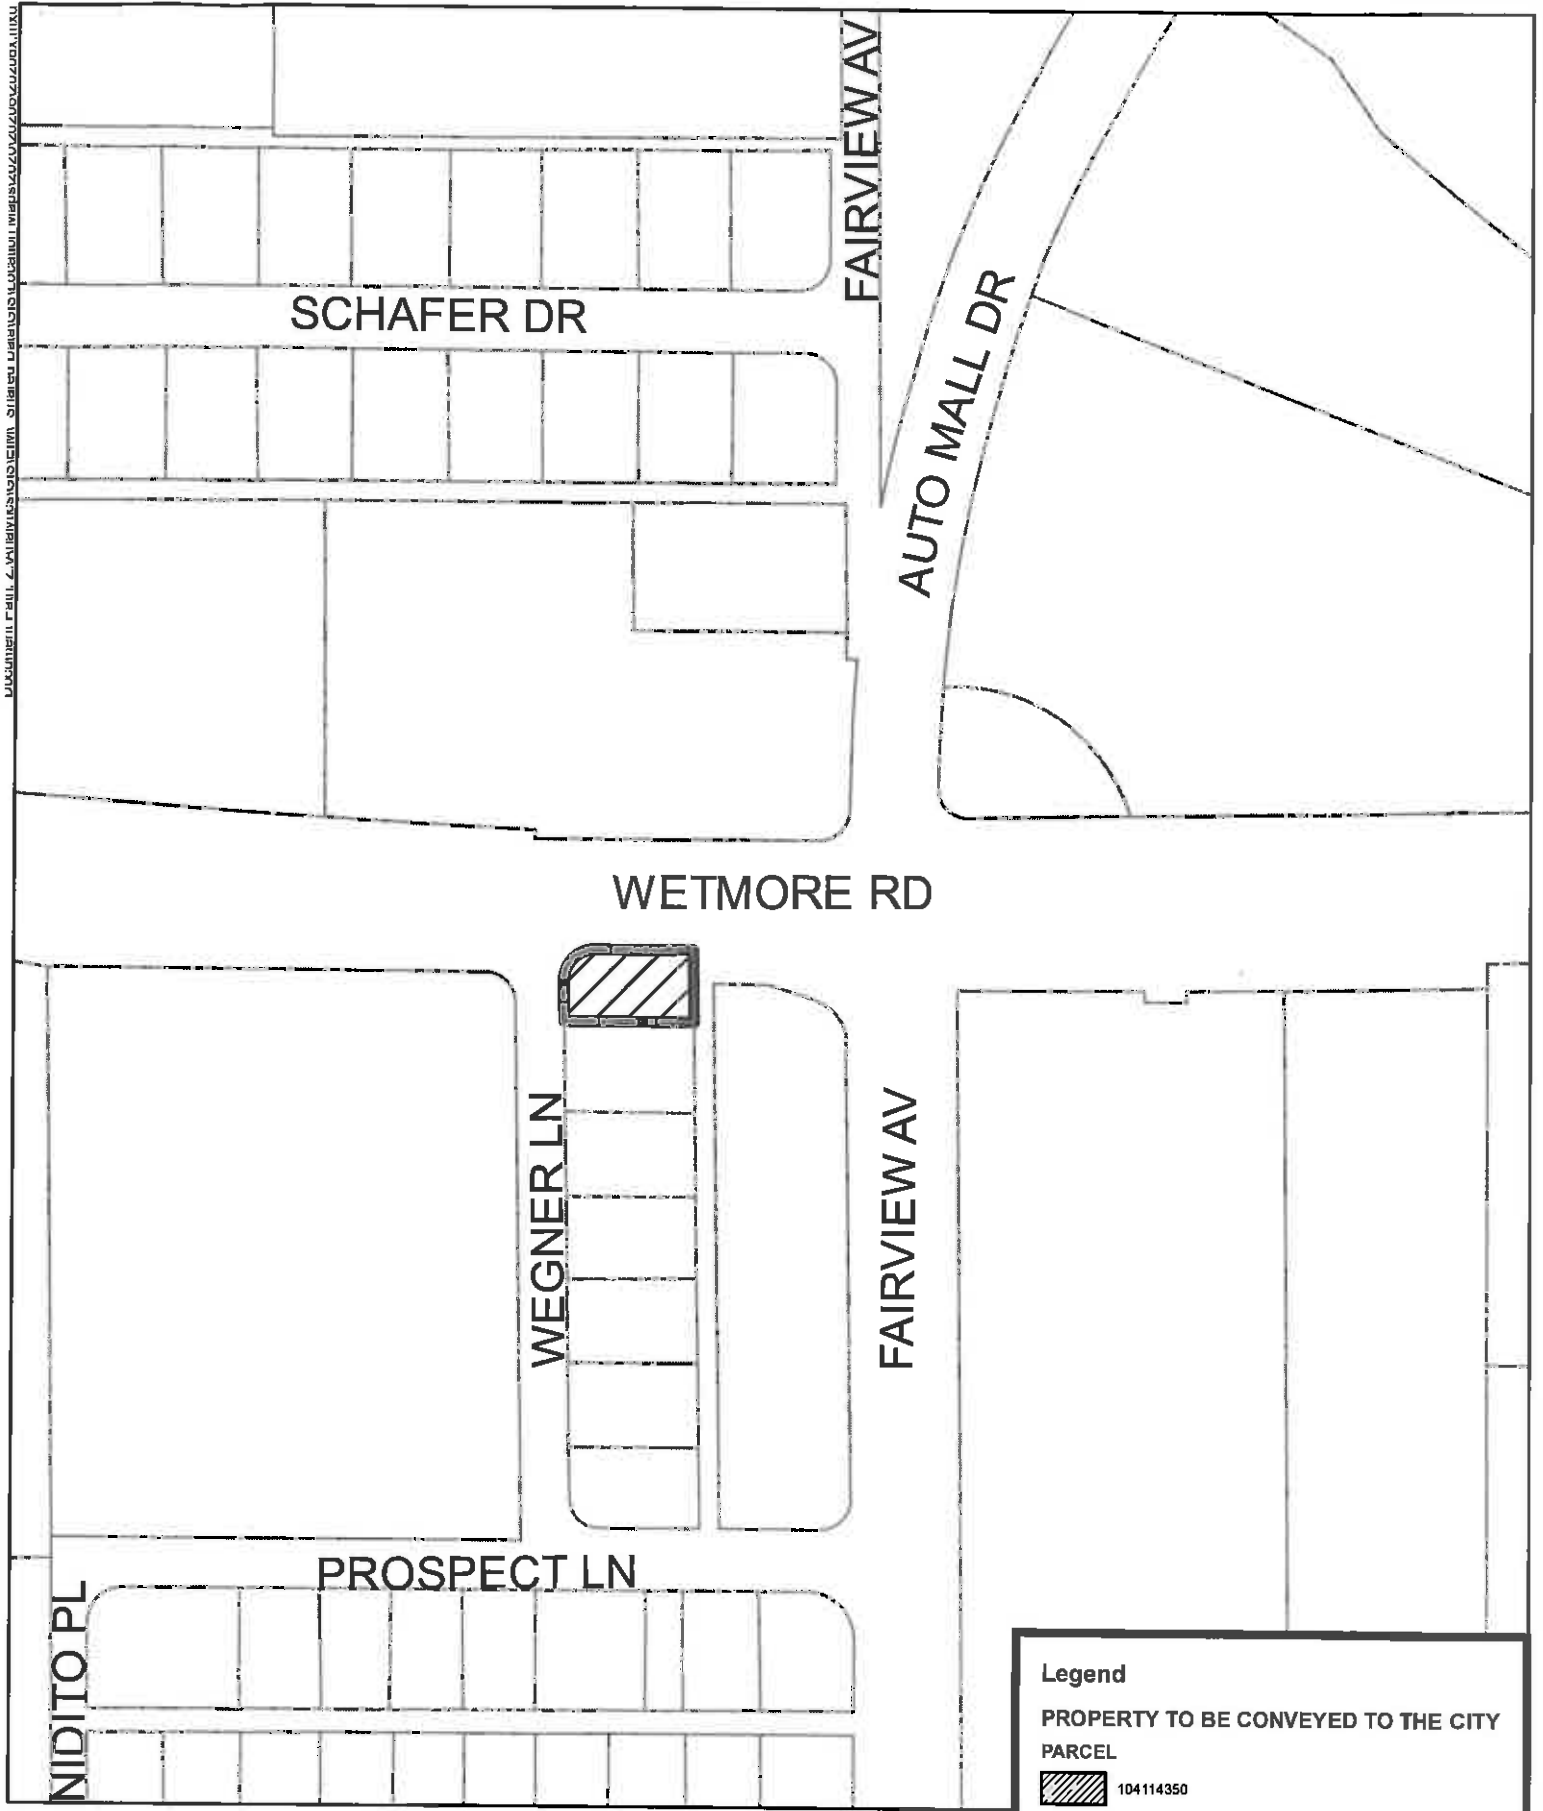 FAIRVIEW AV
SCHAFER DR
AUTO MALL DR
WETMORE RD
WEGNER LN
FAIRVIEW AV
PROSPECT LN
NIDITO PL
Legend
PROPERTY TO BE CONVEYED TO THE CITY
PARCEL
104114350